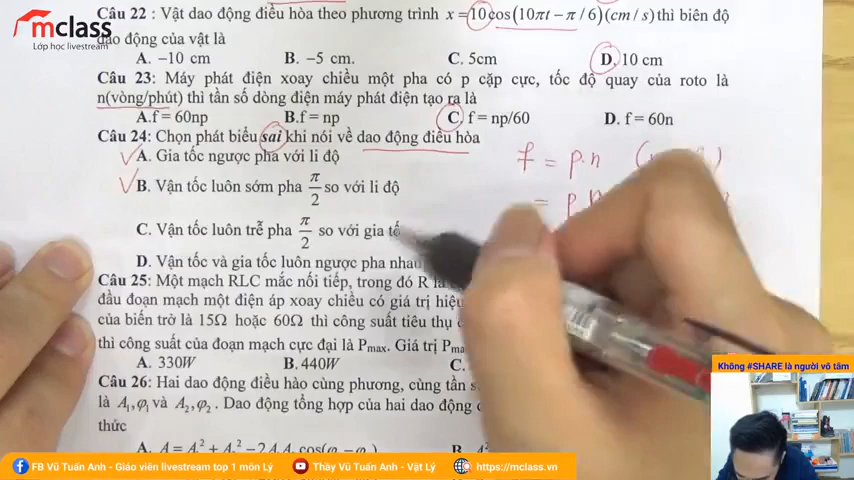 mclass
Lớp học livestream
Câu 22 : Vật dao động điều hòa theo phương trình x = 10cos(10πt − π / 6)(cm / s) thì biên độ
dao động của vật là
A. −10 cm B. −5 cm. C. 5cm D. 10 cm
Câu 23: Máy phát điện xoay chiều một pha có p cặp cực, tốc độ quay của roto là
n(vòng/phút) thì tần số dòng điện máy phát điện tạo ra là
A.f = 60np B.f = np C. f = np/60 D. f = 60n
Câu 24: Chọn phát biểu sai khi nói về dao động điều hòa
A. Gia tốc ngược pha với li độ
f = p.n
B. Vận tốc luôn sớm pha π/2 so với li độ
= p
C. Vận tốc luôn trễ pha π/2 so với gia tố
D. Vận tốc và gia tốc luôn ngược pha nhau
Câu 25: Một mạch RLC mắc nối tiếp, trong đó R là
đầu đoạn mạch một điện áp xoay chiều có giá trị hiệu
của biến trở là 15Ω hoặc 60Ω thì công suất tiêu thụ
thì công suất của đoạn mạch cực đại là Pmax. Giá trị Pma
A. 330W B. 440W C.
Không #SHARE là người vô tâm
Câu 26: Hai dao động điều hào cùng phương, cùng tần s
là A₁,φ₁ và A₂,φ₂. Dao động tổng hợp của hai dao động
thức
FB Vũ Tuấn Anh - Giáo viên livestream top 1 môn Lý Thầy Vũ Tuấn Anh - Vật Lý https://mclass.vn